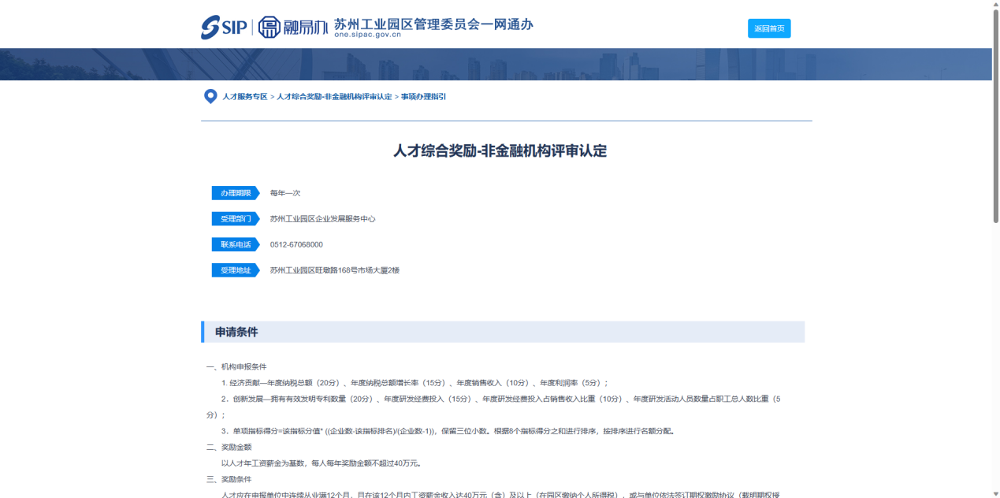 SIP 融易办 苏州工业园区管理委员会一网通办
one.sipac.gov.cn
返回首页
人才服务专区 > 人才综合奖励-非金融机构评审认定 > 事项办理指引
人才综合奖励-非金融机构评审认定
办理期限 每年一次
受理部门 苏州工业园区企业发展服务中心
联系电话 0512-67068000
受理地址 苏州工业园区旺墩路168号市场大厦2楼
申请条件
一、机构申报条件
1. 经济贡献—年度纳税总额（20分）、年度纳税总额增长率（15分）、年度销售收入（10分）、年度利润率（5分）；
2．创新发展—拥有有效发明专利数量（20分）、年度研发经费投入（15分）、年度研发经费投入占销售收入比重（10分）、年度研发活动人员数量占职工总人数比重（5
分）；
3．单项指标得分=该指标分值* ((企业数-该指标排名)/(企业数-1))，保留三位小数。根据8个指标得分之和进行排序，按排序进行名额分配。
二、奖励金额
以人才年工资薪金为基数，每人每年奖励金额不超过40万元。
三、奖励条件
人才应在申报单位中连续从业满12个月，且在该12个月内工资薪金收入达40万元（含）及以上（在园区缴纳个人所得税），或与单位依法签订期权激励协议（载明期权授